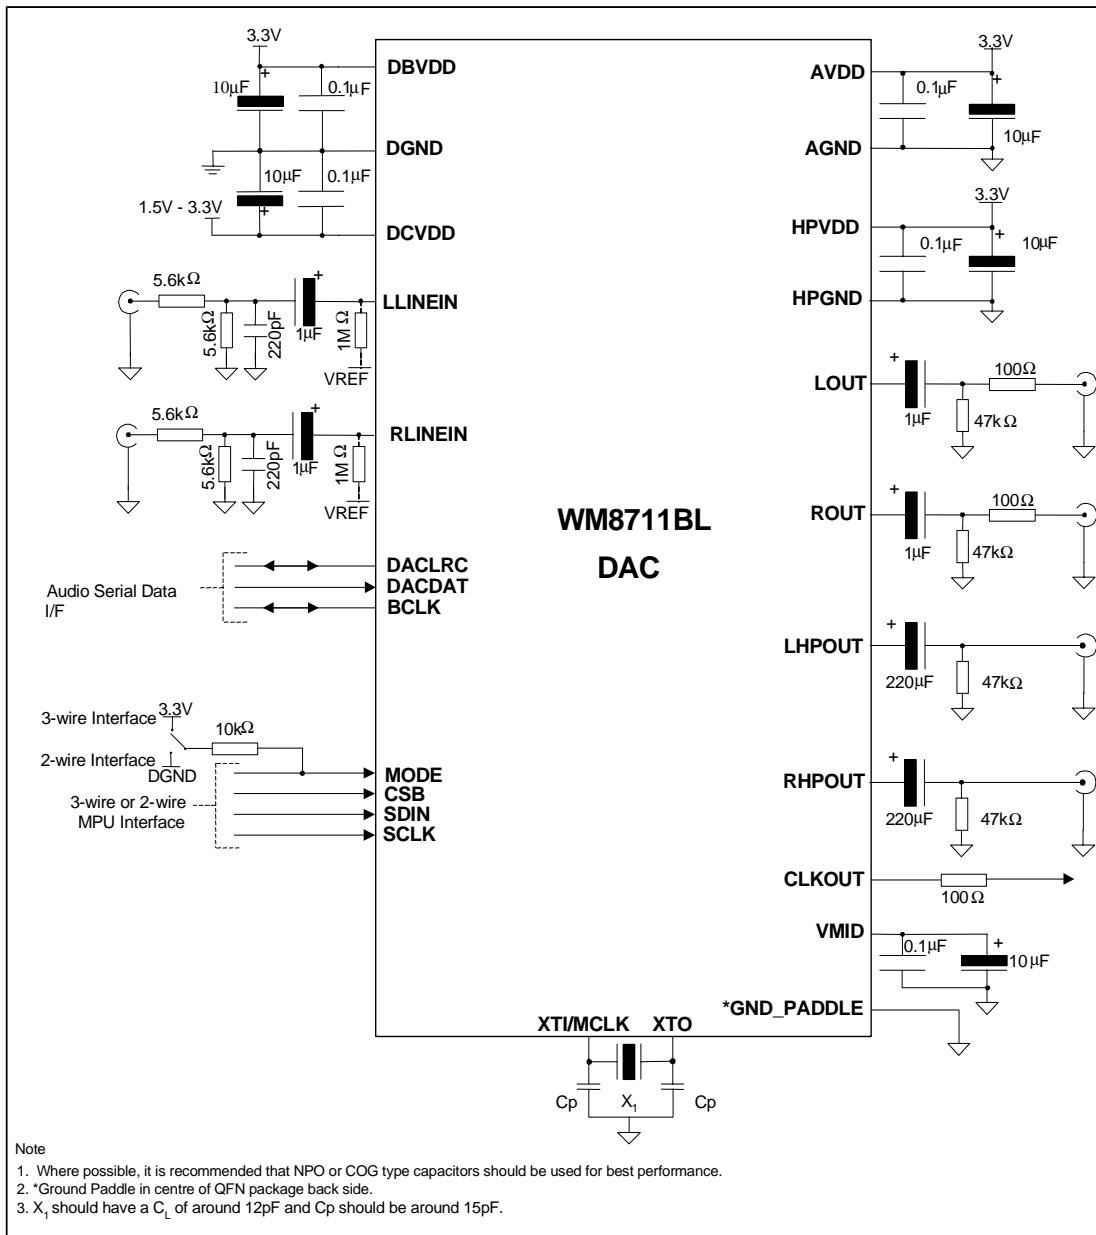 3.3V
DBVDD
10μF
+
0.1μF
DGND
10μF
0.1μF
+
1.5V - 3.3V
DCVDD
5.6kΩ
+
LLINEIN
5.6kΩ
220pF
1μF
1MΩ
VREF
5.6kΩ
+
RLINEIN
5.6kΩ
220pF
1μF
1MΩ
VREF
DACLRC
DACDAT
BCLK
Audio Serial Data
I/F
3-wire Interface
3.3V
10kΩ
2-wire Interface
DGND
MODE
CSB
SDIN
SCLK
3-wire or 2-wire
MPU Interface
WM8711BL
DAC
3.3V
AVDD
0.1μF
+
10μF
AGND
3.3V
HPVDD
+
0.1μF
10μF
HPGND
+
LOUT
100Ω
1μF
47kΩ
+
ROUT
100Ω
1μF
47kΩ
+
LHPOUT
220μF
47kΩ
+
RHPOUT
220μF
47kΩ
CLKOUT
100Ω
VMID
0.1μF
+
10μF
*GND_PADDLE
XTI/MCLK XTO
Cp X1 Cp
Note
1. Where possible, it is recommended that NPO or COG type capacitors should be used for best performance.
2. *Ground Paddle in centre of QFN package back side.
3. X1 should have a CL of around 12pF and Cp should be around 15pF.